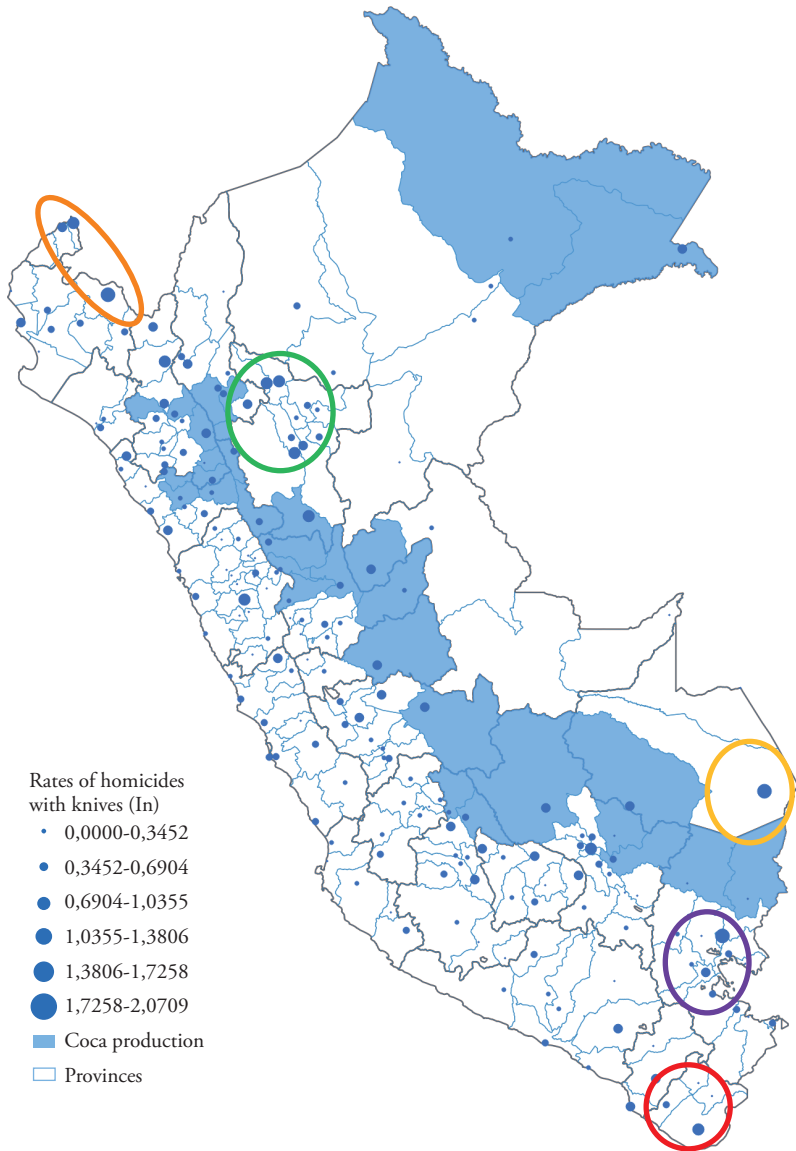 Rates of homicides
with knives (In)
0,0000-0,3452
0,3452-0,6904
0,6904-1,0355
1,0355-1,3806
1,3806-1,7258
1,7258-2,0709
Coca production
Provinces